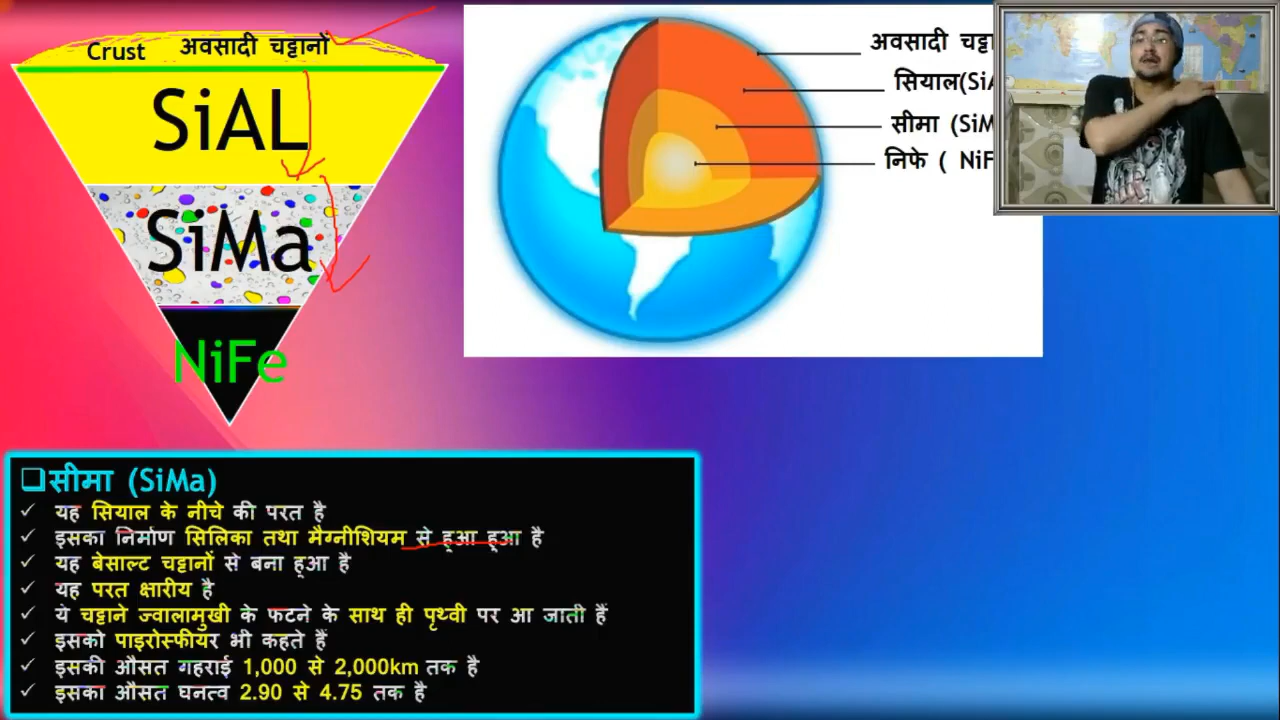 Crust अवसादी चट्टानों
SiAL
SiMa
NiFe
अवसादी
सियाल(Si
सीमा (SiM
निफे ( NiF
❑सीमा (SiMa)
✓ यह सियाल के नीचे की परत है
✓ इसका निर्माण सिलिका तथा मैग्नीशियम से हुआ हुआ है
✓ यह बेसाल्ट चट्टानों से बना हुआ है
✓ यह परत क्षारीय है
✓ ये चट्टाने ज्वालामुखी के फटने के साथ ही पृथ्वी पर आ जाती हैं
✓ इसको पाइरोस्फीयर भी कहते हैं
✓ इसकी औसत गहराई 1,000 से 2,000km तक है
✓ इसका औसत घनत्व 2.90 से 4.75 तक है